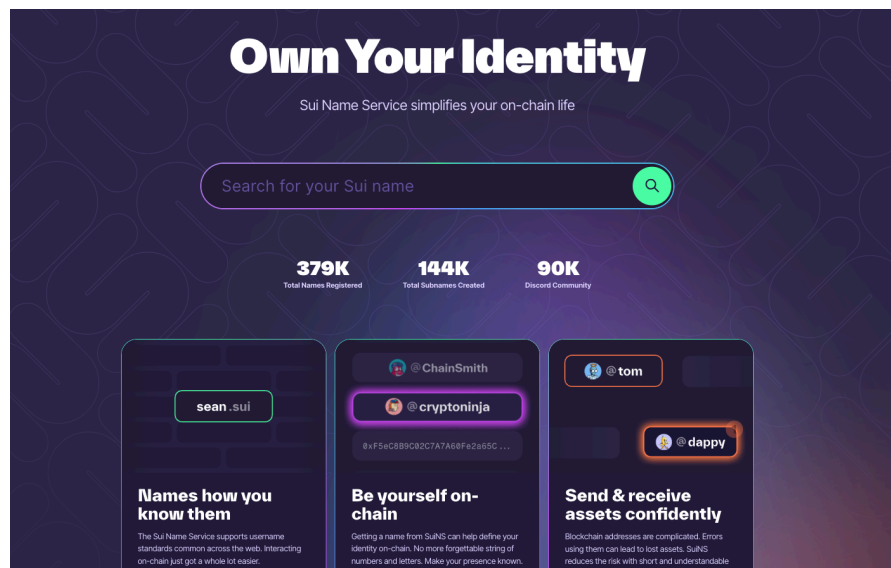 Own Your Identity
Sui Name Service simplifies your on-chain life
Search for your Sui name
379K
Total Names Registered
144K
Total Subnames Created
90K
Discord Community
sean.sui
Names how you
know them
The Sui Name Service supports username
standards common across the web. Interacting
on-chain just got a whole lot easier.
@ChainSmith
@cryptoninja
0xF5eC8B9C02C7A7A60Fe2a65C...
Be yourself on-
chain
Getting a name from SuiNS can help define your
identity on-chain. No more forgettable string of
numbers and letters. Make your presence known.
@tom
@dappy
Send & receive
assets confidently
Blockchain addresses are complicated. Errors
using them can lead to lost assets. SuiNS
reduces the risk with short and understandable